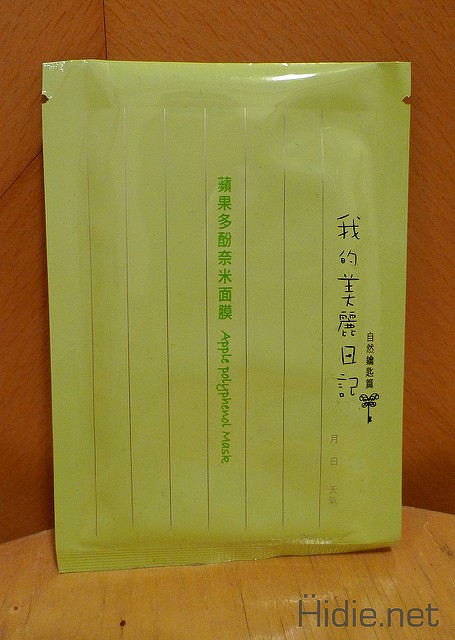 我的美麗日記
自然鑰匙篇
月 日 天氣
蘋果多酚奈米面膜 Apple polyphenol Mask
Hidie.net